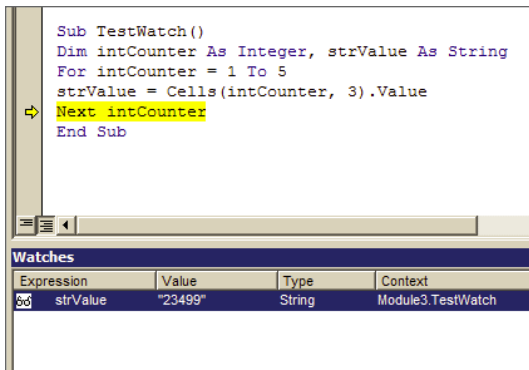 Sub TestWatch()
Dim intCounter As Integer, strValue As String
For intCounter = 1 To 5
strValue = Cells(intCounter, 3).Value
Next intCounter
End Sub
Watches
Expression Value Type Context
strValue "23499" String Module3.TestWatch